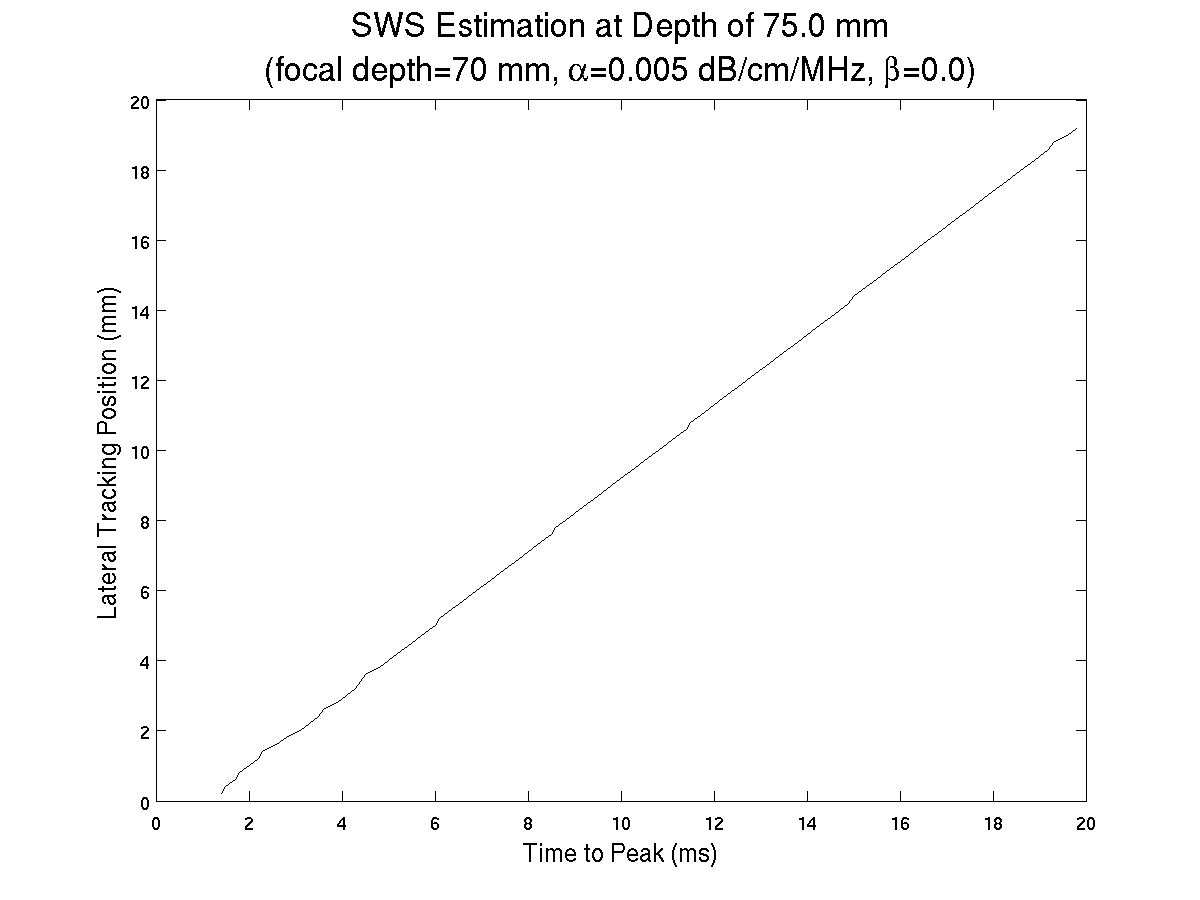 SWS Estimation at Depth of 75.0 mm
(focal depth=70 mm, α=0.005 dB/cm/MHz, β=0.0)
20
18
16
14
12
10
8
6
4
2
0
Lateral Tracking Position (mm)
0 2 4 6 8 10 12 14 16 18 20
Time to Peak (ms)